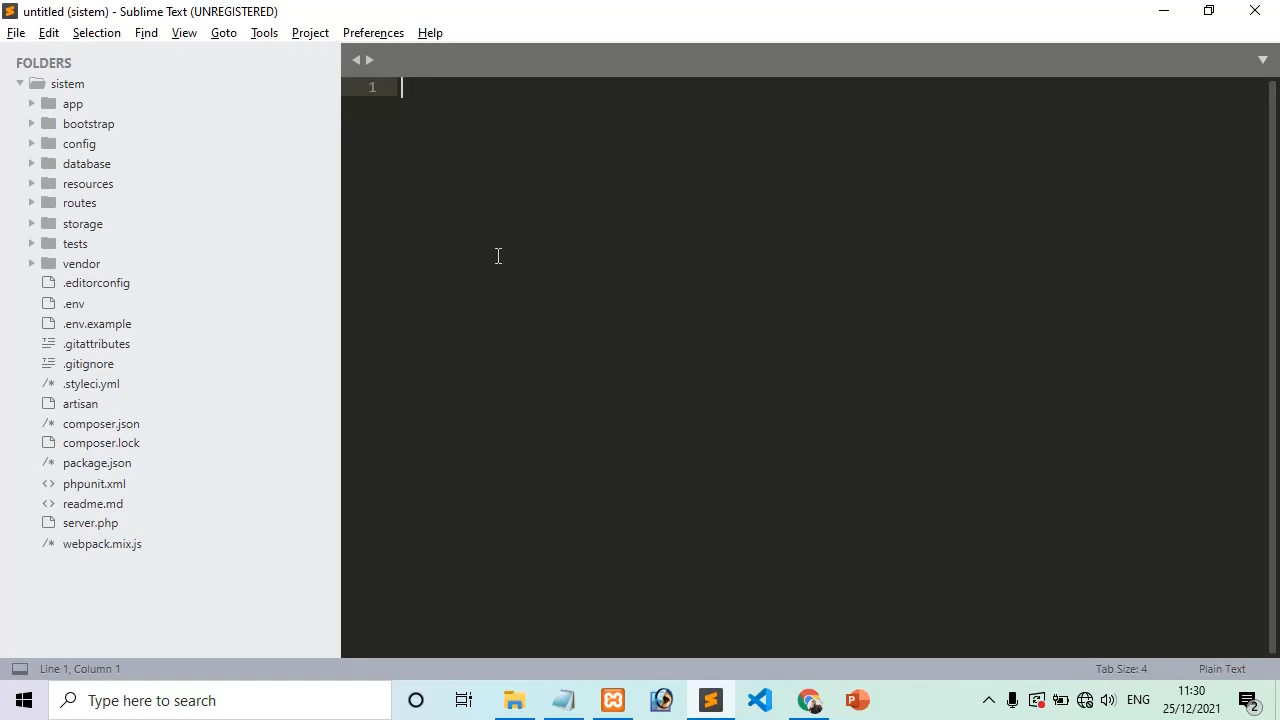 untitled (sistem) - Sublime Text (UNREGISTERED)
File Edit Selection Find View Goto Tools Project Preferences Help
FOLDERS
sistem
app
bootstrap
config
database
resources
routes
storage
tests
vendor
.editorconfig
.env
.env.example
.gitattributes
.gitignore
/* .styleci.yml
artisan
/* composer.json
composer.lock
/* package.json
<> phpunit.xml
<> readme.md
server.php
/* webpack.mix.js
1
Line 1, Column 1
Tab Size: 4
Plain Text
Type here to search
ENG
11:30
25/12/2021
2